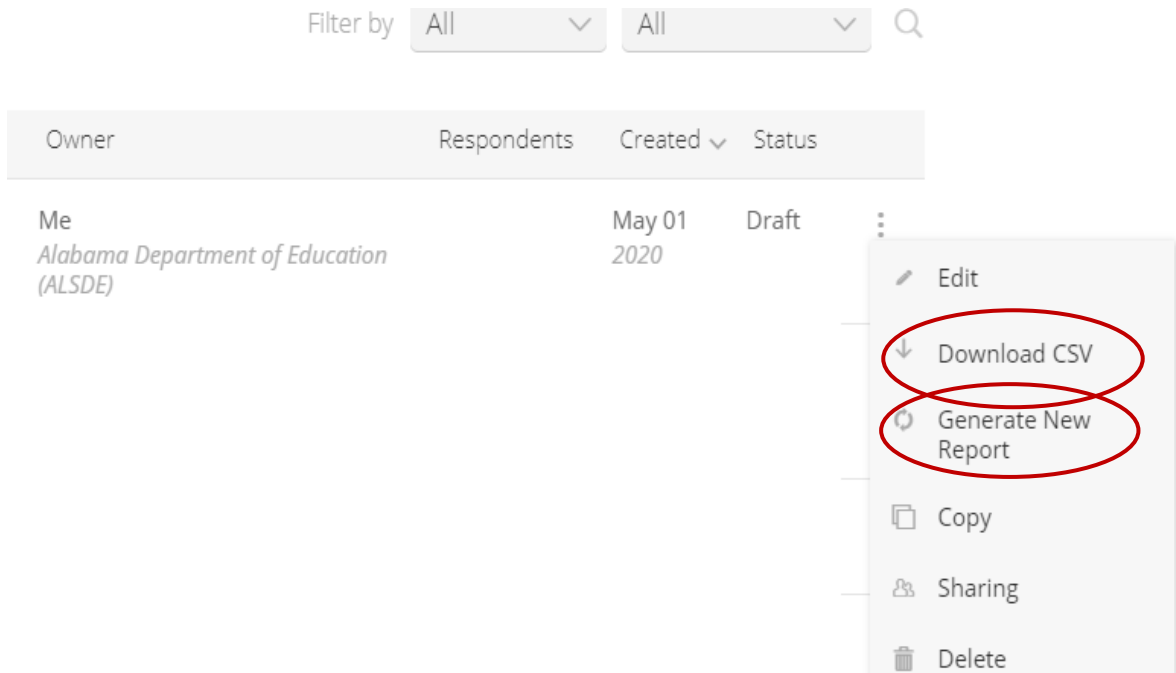 Filter by All All
Owner Respondents Created Status
Me May 01 Draft
Alabama Department of Education 2020
(ALSDE)
Edit
Download CSV
Generate New
Report
Copy
Sharing
Delete